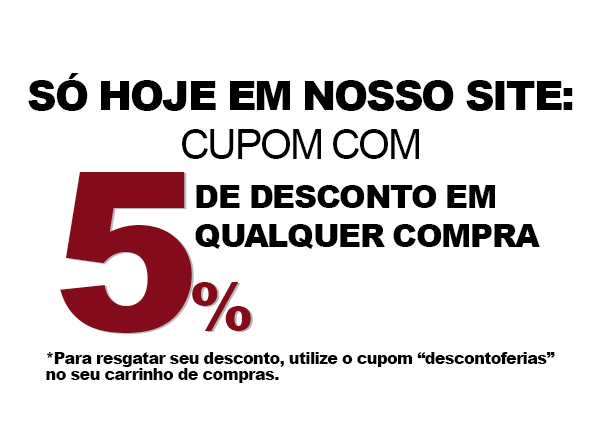 SÓ HOJE EM NOSSO SITE:
CUPOM COM
5%
DE DESCONTO EM
QUALQUER COMPRA
*Para resgatar seu desconto, utilize o cupom “descontoferias”
no seu carrinho de compras.